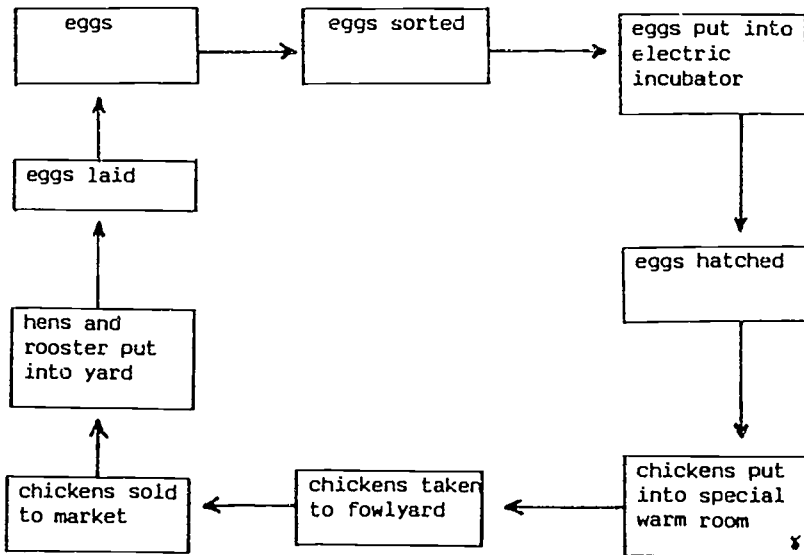 eggs
eggs sorted
eggs put into
electric
incubator
eggs hatched
chickens put
into special
warm room
chickens taken
to fowlyard
chickens sold
to market
hens and
rooster put
into yard
eggs laid